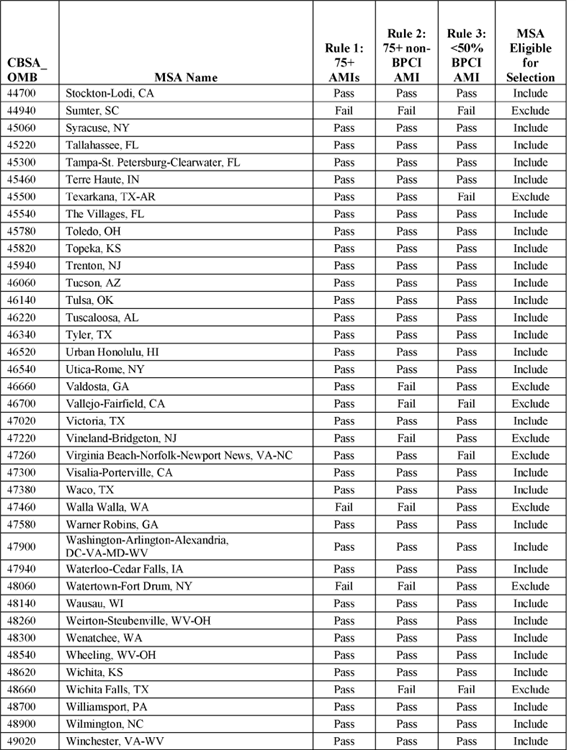 CBSA_OMB MSA Name Rule 1: 75+ AMIs Rule 2: 75+ non-BPCI AMI Rule 3: <50% BPCI AMI MSA Eligible for Selection
44700 Stockton-Lodi, CA Pass Pass Pass Include
44940 Sumter, SC Fail Fail Fail Exclude
45060 Syracuse, NY Pass Pass Pass Include
45220 Tallahassee, FL Pass Pass Pass Include
45300 Tampa-St. Petersburg-Clearwater, FL Pass Pass Pass Include
45460 Terre Haute, IN Pass Pass Pass Include
45500 Texarkana, TX-AR Pass Pass Fail Exclude
45540 The Villages, FL Pass Pass Pass Include
45780 Toledo, OH Pass Pass Pass Include
45820 Topeka, KS Pass Pass Pass Include
45940 Trenton, NJ Pass Pass Pass Include
46060 Tucson, AZ Pass Pass Pass Include
46140 Tulsa, OK Pass Pass Pass Include
46220 Tuscaloosa, AL Pass Pass Pass Include
46340 Tyler, TX Pass Pass Pass Include
46520 Urban Honolulu, HI Pass Pass Pass Include
46540 Utica-Rome, NY Pass Pass Pass Include
46660 Valdosta, GA Pass Fail Pass Exclude
46700 Vallejo-Fairfield, CA Pass Fail Fail Exclude
47020 Victoria, TX Pass Pass Pass Include
47220 Vineland-Bridgeton, NJ Pass Fail Pass Exclude
47260 Virginia Beach-Norfolk-Newport News, VA-NC Pass Pass Fail Exclude
47300 Visalia-Porterville, CA Pass Pass Pass Include
47380 Waco, TX Pass Pass Pass Include
47460 Walla Walla, WA Fail Fail Pass Exclude
47580 Warner Robins, GA Pass Pass Pass Include
47900 Washington-Arlington-Alexandria, DC-VA-MD-WV Pass Pass Pass Include
47940 Waterloo-Cedar Falls, IA Pass Pass Pass Include
48060 Watertown-Fort Drum, NY Fail Fail Pass Exclude
48140 Wausau, WI Pass Pass Pass Include
48260 Weirton-Steubenville, WV-OH Pass Pass Pass Include
48300 Wenatchee, WA Pass Pass Pass Include
48540 Wheeling, WV-OH Pass Pass Pass Include
48620 Wichita, KS Pass Pass Pass Include
48660 Wichita Falls, TX Pass Fail Fail Exclude
48700 Williamsport, PA Pass Pass Pass Include
48900 Wilmington, NC Pass Pass Pass Include
49020 Winchester, VA-WV Pass Pass Pass Include